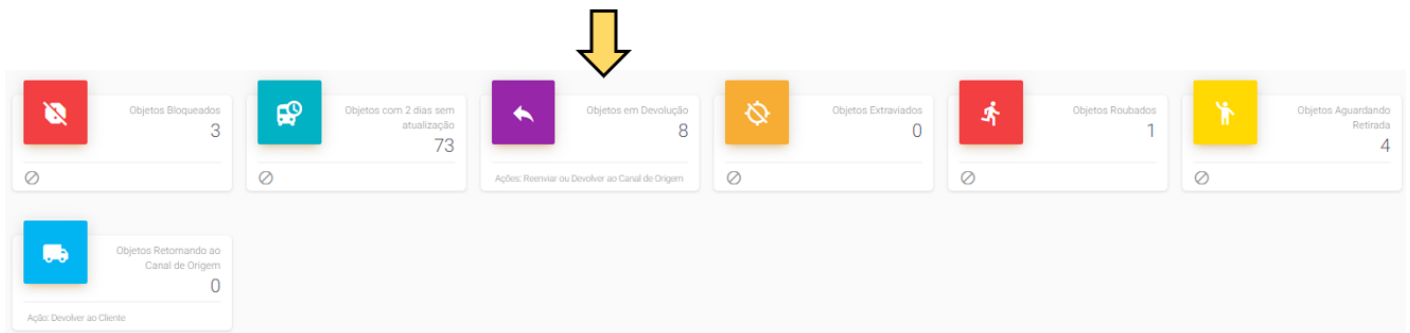 Objetos Bloqueados
3
Objetos com 2 dias sem
atualização
73
Objetos em Devolução
8
Ações: Reenviar ou Devolver ao Canal de Origem
Objetos Extraviados
0
Objetos Roubados
1
Objetos Aguardando
Retirada
4
Objetos Retornando ao
Canal de Origem
0
Ação: Devolver ao Cliente